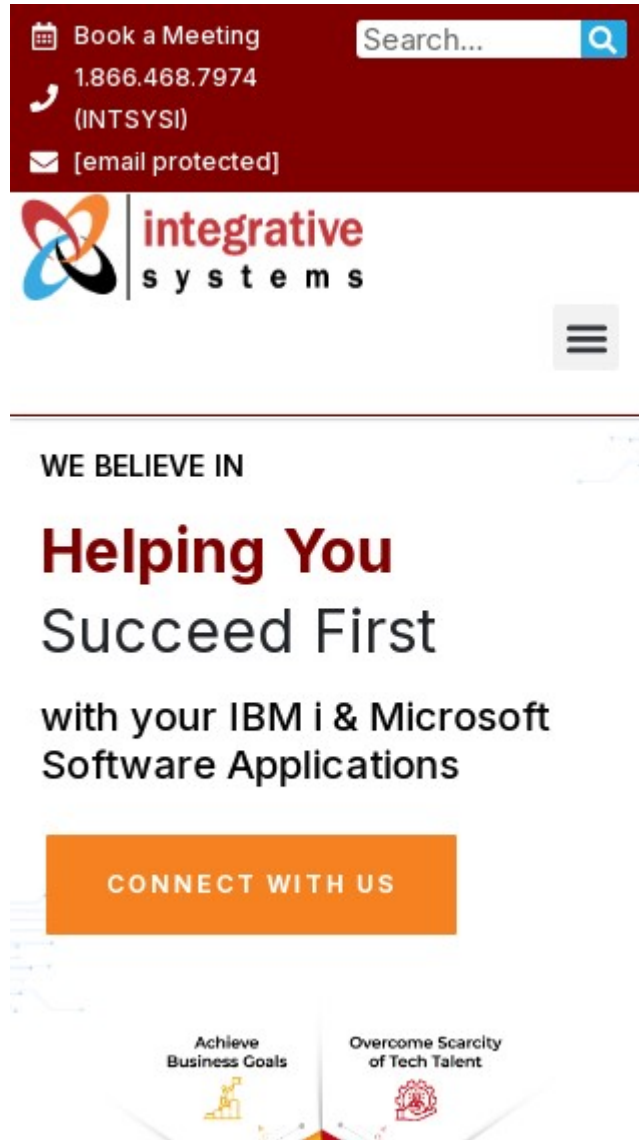 Book a Meeting
Search...
1.866.468.7974
(INTSYSI)
[email protected]
integrative
systems
WE BELIEVE IN
Helping You
Succeed First
with your IBM i & Microsoft
Software Applications
CONNECT WITH US
Achieve
Business Goals
Overcome Scarcity
of Tech Talent